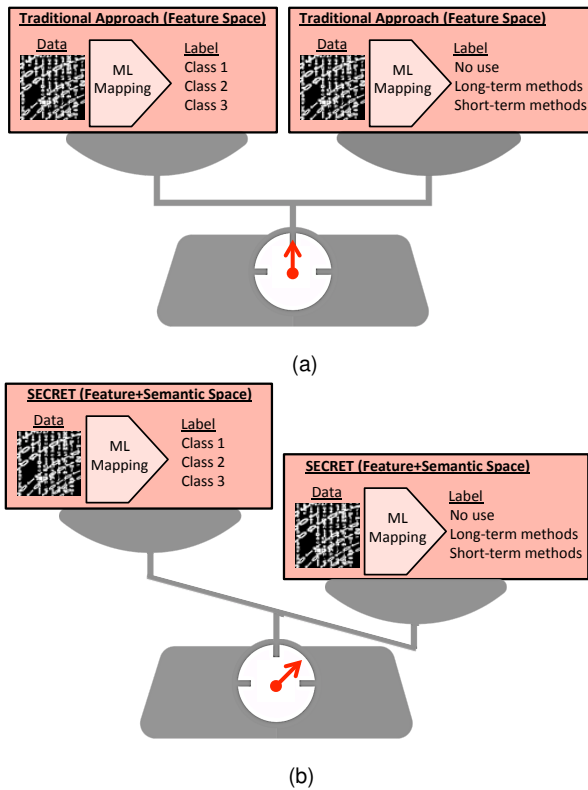 Traditional Approach (Feature Space)
Data
ML
Mapping
Label
Class 1
Class 2
Class 3
Traditional Approach (Feature Space)
Data
ML
Mapping
Label
No use
Long-term methods
Short-term methods
(a)
SECRET (Feature+Semantic Space)
Data
ML
Mapping
Label
Class 1
Class 2
Class 3
SECRET (Feature+Semantic Space)
Data
ML
Mapping
Label
No use
Long-term methods
Short-term methods
(b)